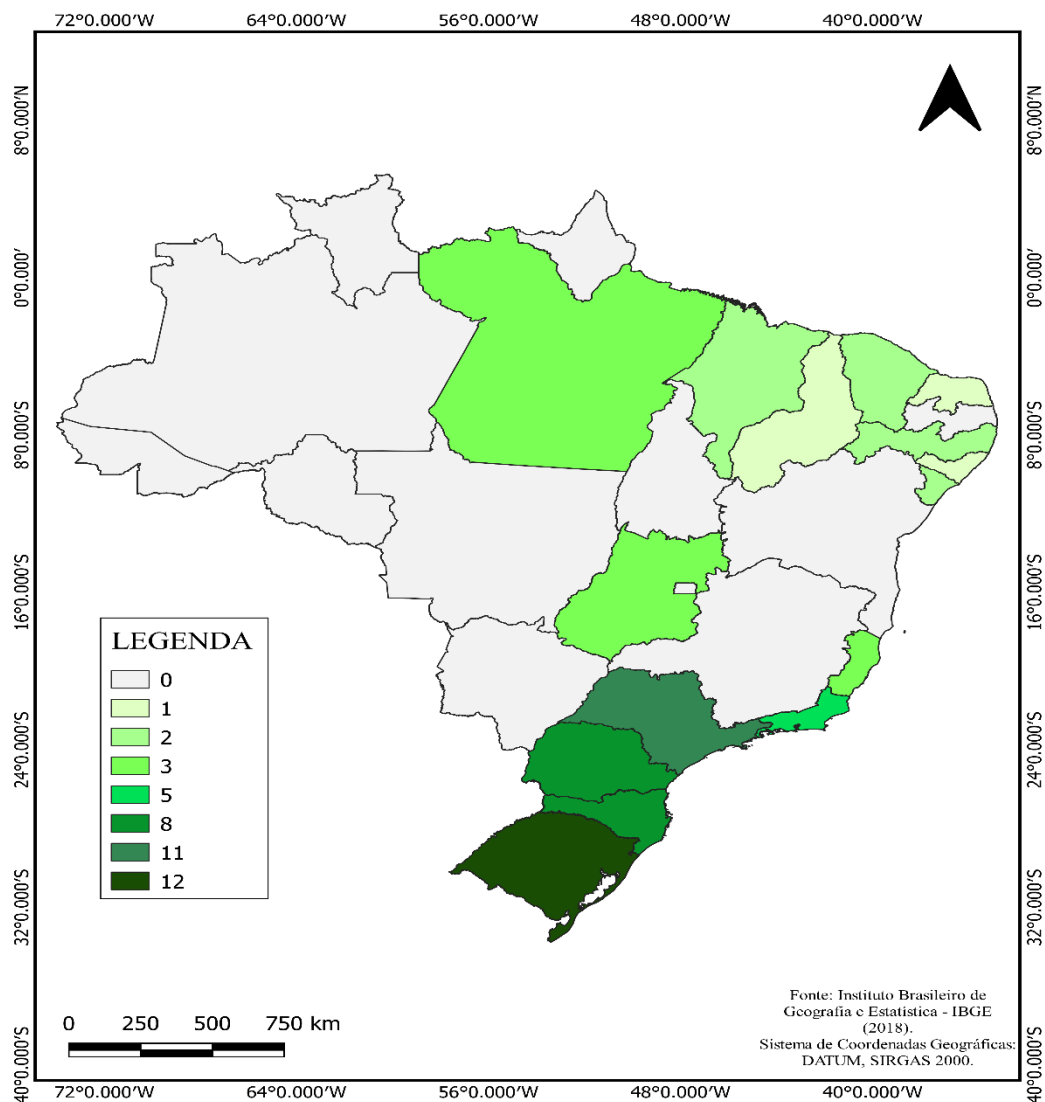 72°0.000'W 64°0.000'W 56°0.000'W 48°0.000'W 40°0.000'W
8°0.000'N
8°0.000'N
0°0.000'
0°0.000'
8°0.000'S
8°0.000'S
16°0.000'S
16°0.000'S
24°0.000'S
24°0.000'S
32°0.000'S
32°0.000'S
40°0.000'S
40°0.000'S
LEGENDA
0
1
2
3
5
8
11
12
0 250 500 750 km
Fonte: Instituto Brasileiro de
Geografia e Estatística - IBGE
(2018).
Sistema de Coordenadas Geográficas:
DATUM, SIRGAS 2000.
72°0.000'W 64°0.000'W 56°0.000'W 48°0.000'W 40°0.000'W